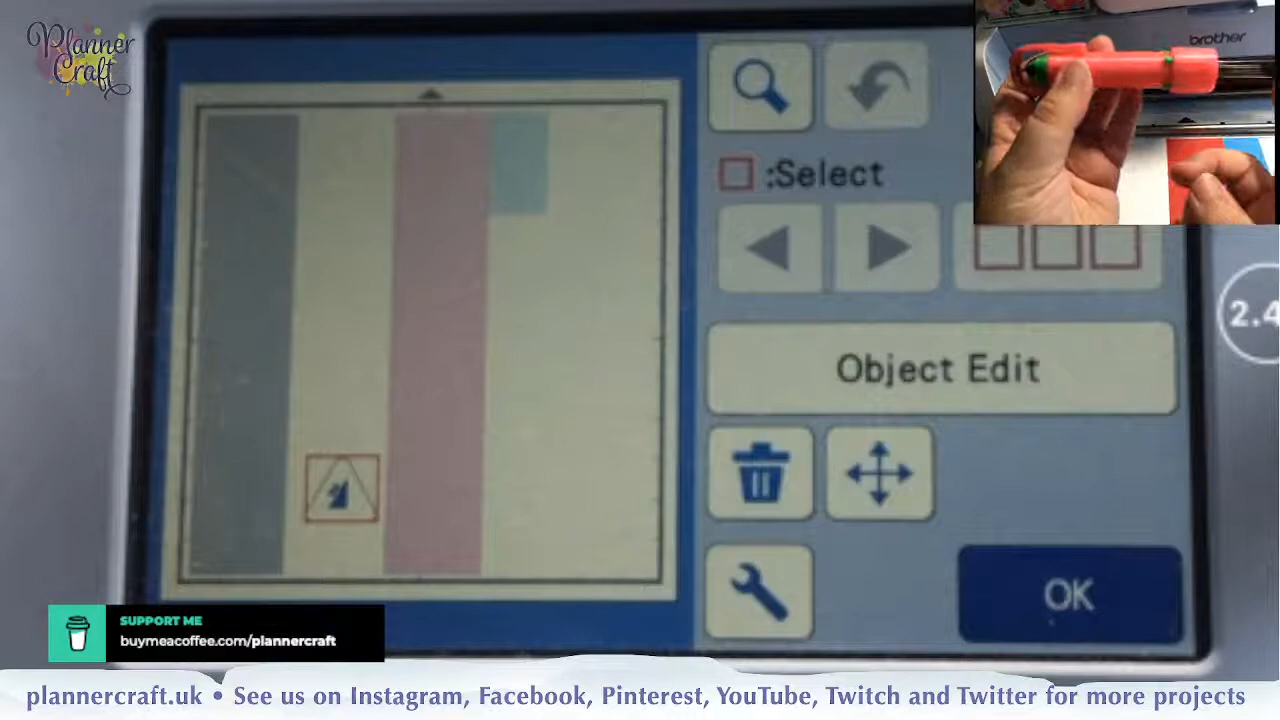 Planner
Craft
brother
:Select
2.4
Object Edit
OK
SUPPORT ME
buymeacoffee.com/plannercraft
plannercraft.uk • See us on Instagram, Facebook, Pinterest, YouTube, Twitch and Twitter for more projects